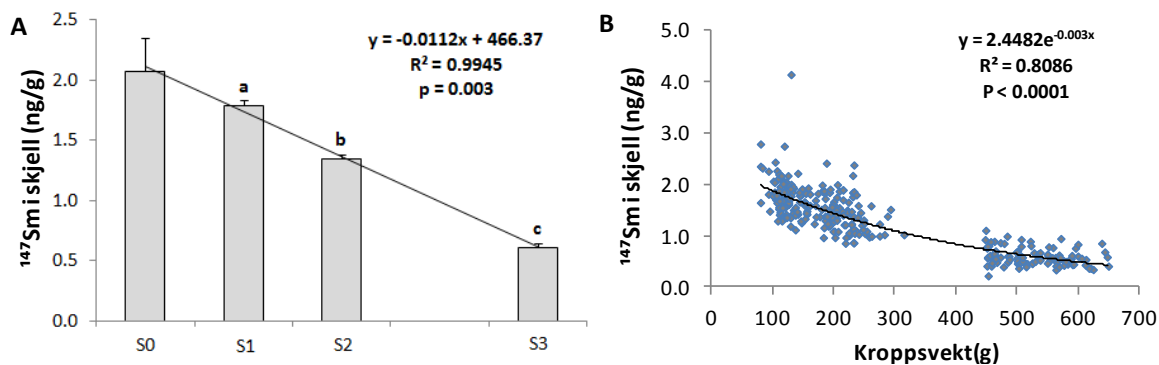 A
y = -0.0112x + 466.37
R² = 0.9945
p = 0.003
¹⁴⁷Sm i skjell (ng/g)
2.5
2.0
1.5
1.0
0.5
0.0
a
b
c
S0 S1 S2 S3
B
y = 2.4482e⁻⁰·⁰⁰³ˣ
R² = 0.8086
P < 0.0001
¹⁴⁷Sm i skjell (ng/g)
5.0
4.0
3.0
2.0
1.0
0.0
0 100 200 300 400 500 600 700
Kroppsvekt(g)